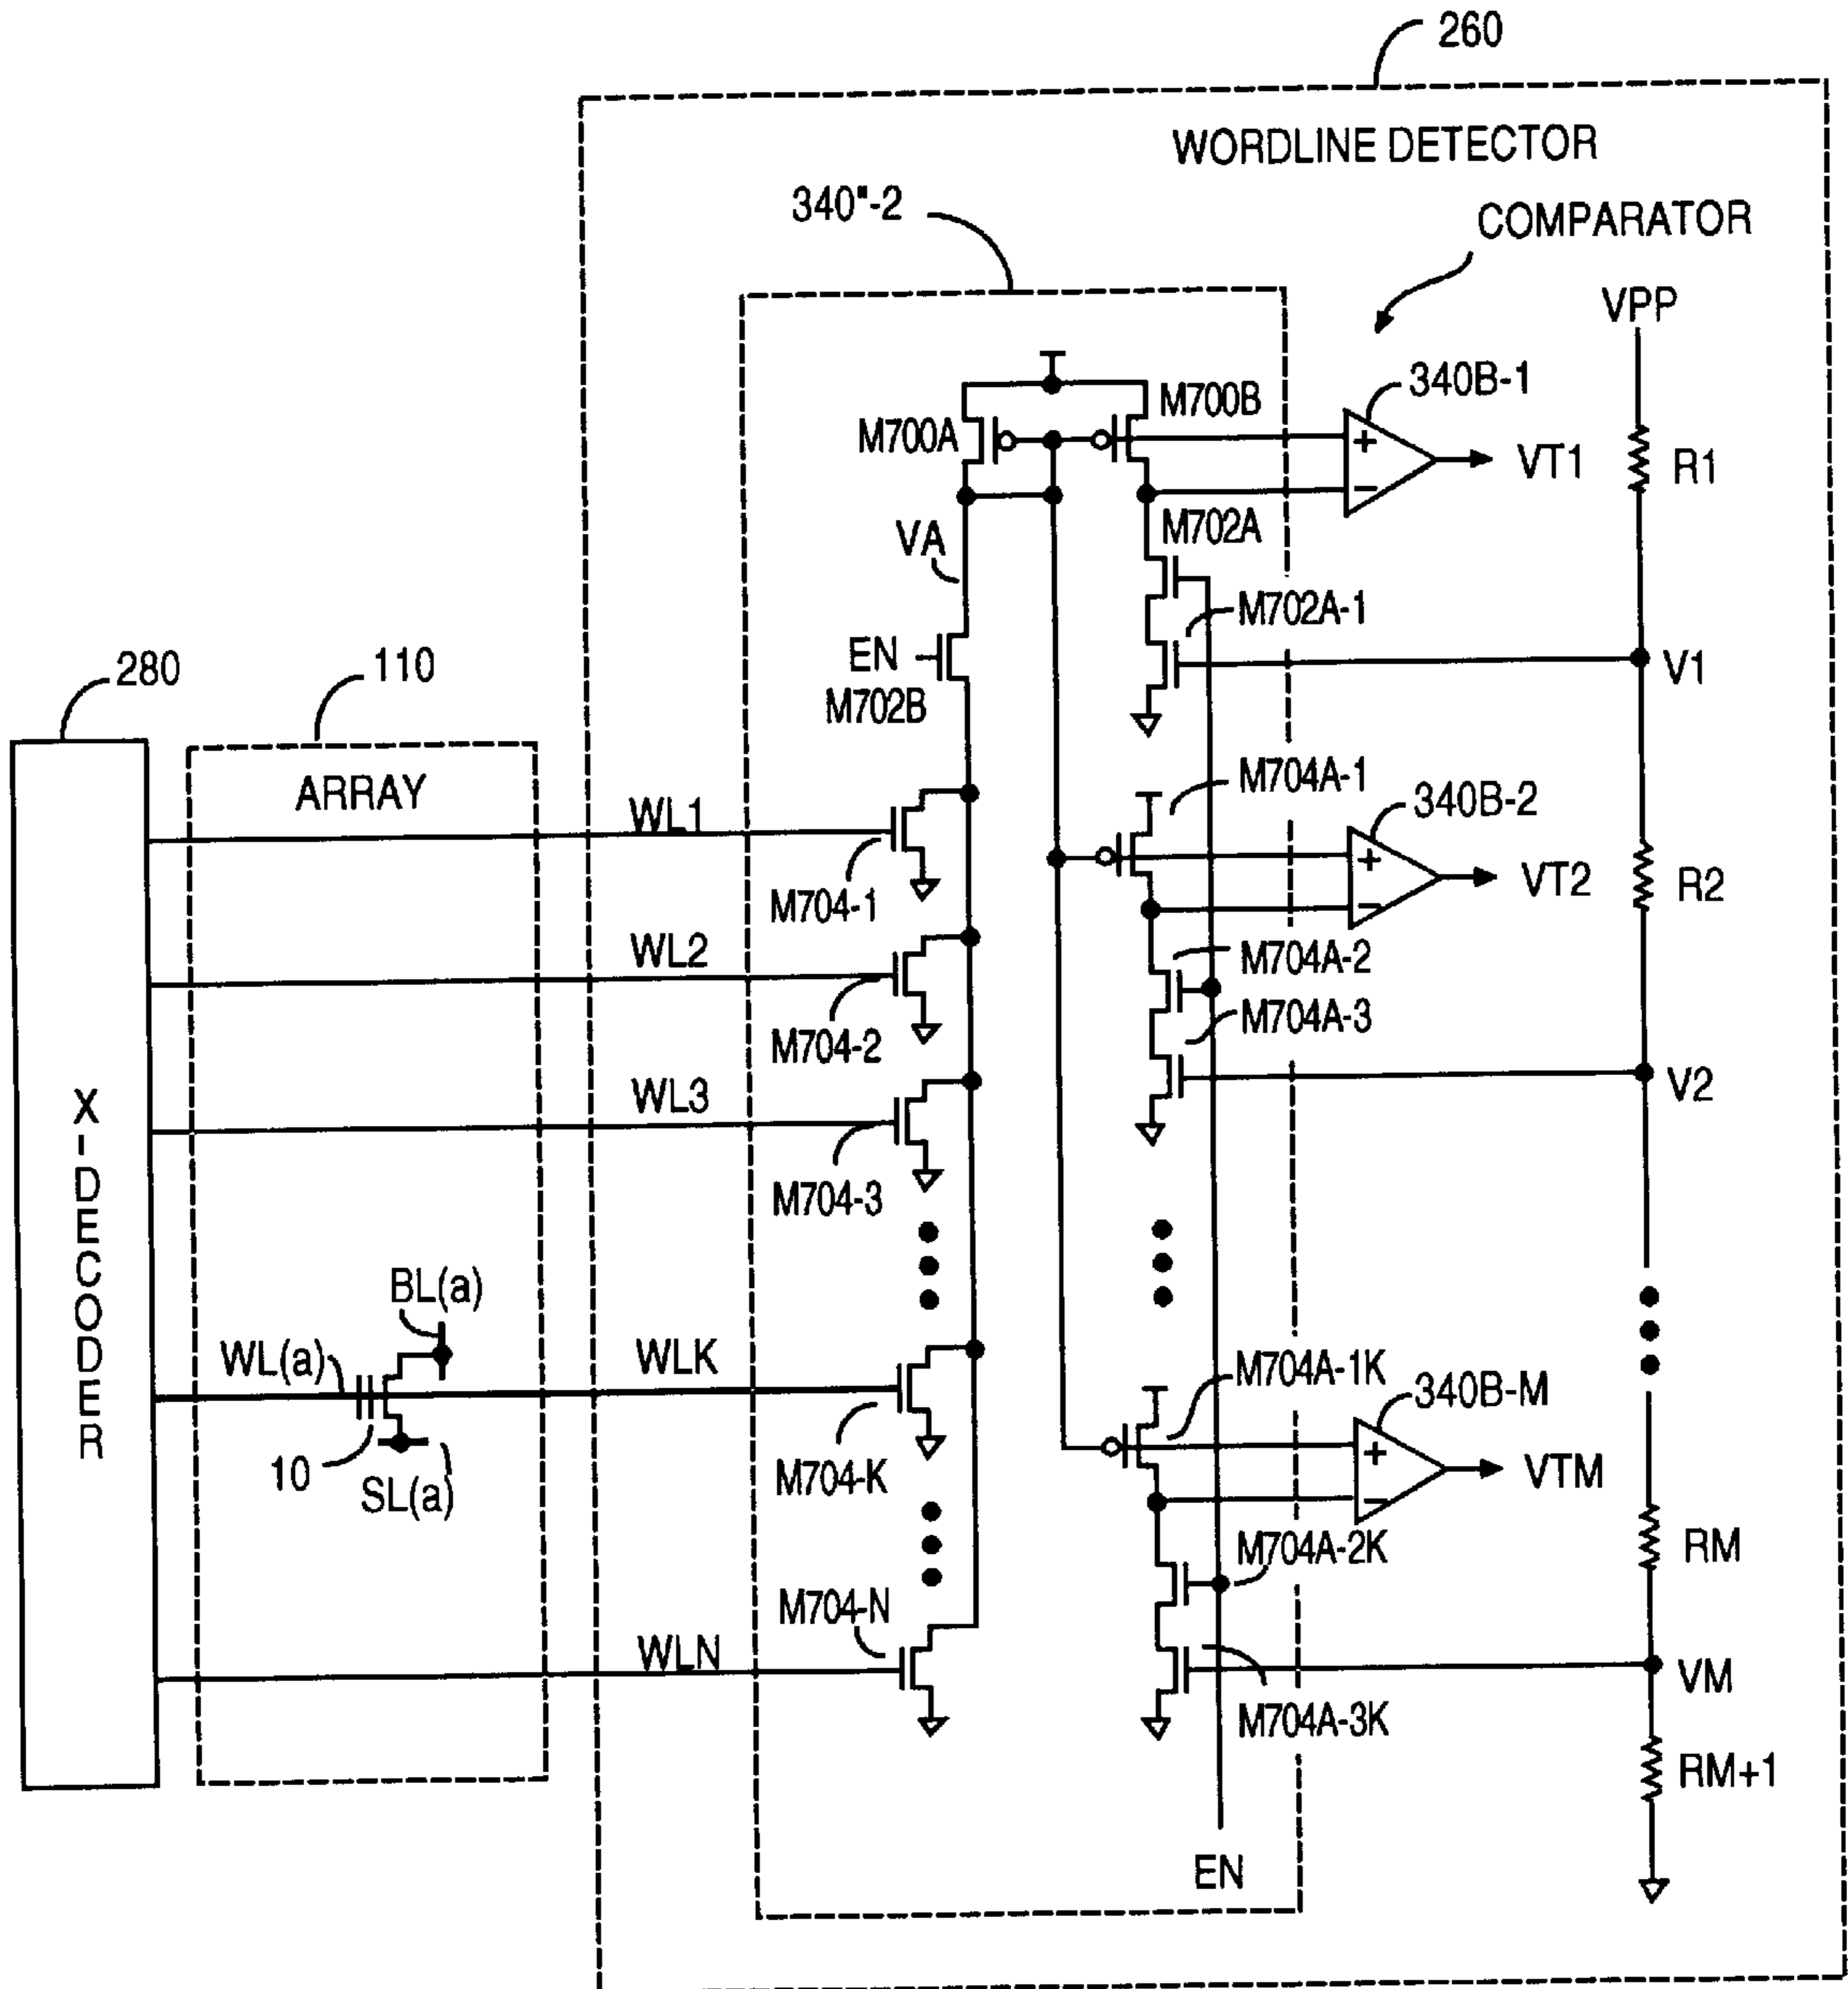 260
WORDLINE DETECTOR
340"-2
COMPARATOR
VPP
M700A
M700B
340B-1
+
−
VT1
R1
VA
M702A
M702A-1
EN
M702B
V1
280
110
ARRAY
M704A-1
340B-2
WL1
+
−
VT2
R2
M704-1
WL2
M704A-2
M704A-3
M704-2
V2
WL3
X-DECODER
M704-3
BL(a)
WL(a)
WLK
M704A-1K
340B-M
+
−
VTM
10
SL(a)
M704-K
M704A-2K
RM
M704-N
WLN
VM
M704A-3K
RM+1
EN